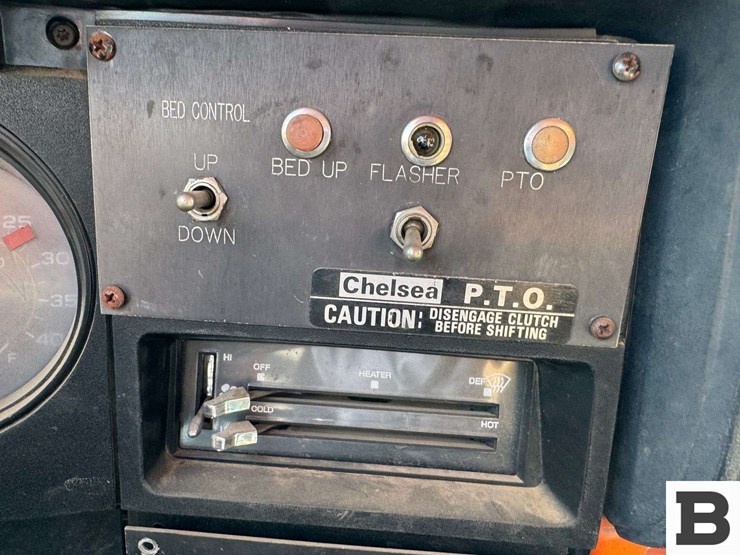 BED CONTROL
UP
DOWN
BED UP
FLASHER
PTO
Chelsea P.T.O.
CAUTION: DISENGAGE CLUTCH
BEFORE SHIFTING
25
30
35
40
F
HI
OFF
HEATER
DEF
COLD
HOT
B